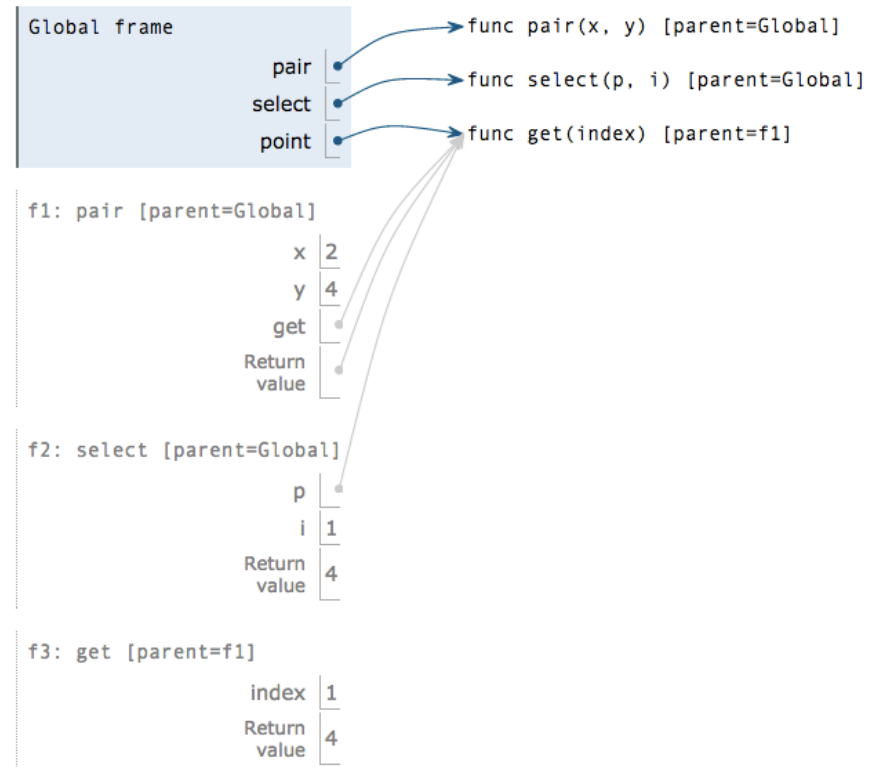 Global frame
pair
select
point
func pair(x, y) [parent=Global]
func select(p, i) [parent=Global]
func get(index) [parent=f1]
f1: pair [parent=Global]
x 2
y 4
get
Return
value
f2: select [parent=Global]
p
i 1
Return
value 4
f3: get [parent=f1]
index 1
Return
value 4